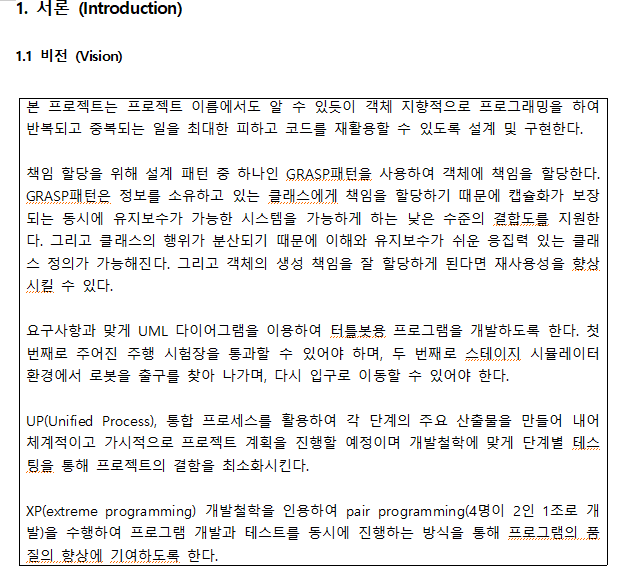 1. 서론 (Introduction)
1.1 비전 (Vision)
본 프로젝트는 프로젝트 이름에서도 알 수 있듯이 객체 지향적으로 프로그래밍을 하여
반복되고 중복되는 일을 최대한 피하고 코드를 재활용할 수 있도록 설계 및 구현한다.
책임 할당을 위해 설계 패턴 중 하나인 GRASP패턴을 사용하여 객체에 책임을 할당한다.
GRASP패턴은 정보를 소유하고 있는 클래스에게 책임을 할당하기 때문에 캡슐화가 보장
되는 동시에 유지보수가 가능한 시스템을 가능하게 하는 낮은 수준의 결합도를 지원한
다. 그리고 클래스의 행위가 분산되기 때문에 이해와 유지보수가 쉬운 응집력 있는 클래
스 정의가 가능해진다. 그리고 객체의 생성 책임을 잘 할당하게 된다면 재사용성을 향상
시킬 수 있다.
요구사항과 맞게 UML 다이어그램을 이용하여 터틀봇용 프로그램을 개발하도록 한다. 첫
번째로 주어진 주행 시험장을 통과할 수 있어야 하며, 두 번째로 스테이지 시뮬레이터
환경에서 로봇을 출구를 찾아 나가며, 다시 입구로 이동할 수 있어야 한다.
UP(Unified Process), 통합 프로세스를 활용하여 각 단계의 주요 산출물을 만들어 내어
체계적이고 가시적으로 프로젝트 계획을 진행할 예정이며 개발철학에 맞게 단계별 테스
팅을 통해 프로젝트의 결함을 최소화시킨다.
XP(extreme programming) 개발철학을 인용하여 pair programming(4명이 2인 1조로 개
발)을 수행하여 프로그램 개발과 테스트를 동시에 진행하는 방식을 통해 프로그램의 품
질의 향상에 기여하도록 한다.